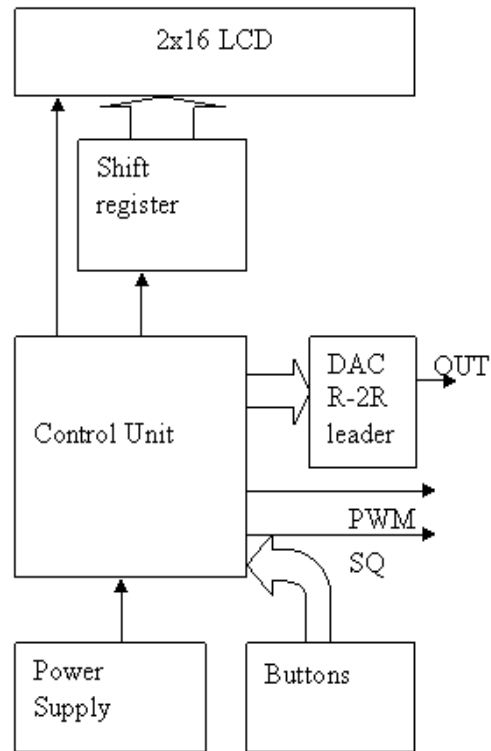 2x16 LCD
Shift
register
DAC
R-2R
leader
OUT
Control Unit
PWM
SQ
Power
Supply
Buttons